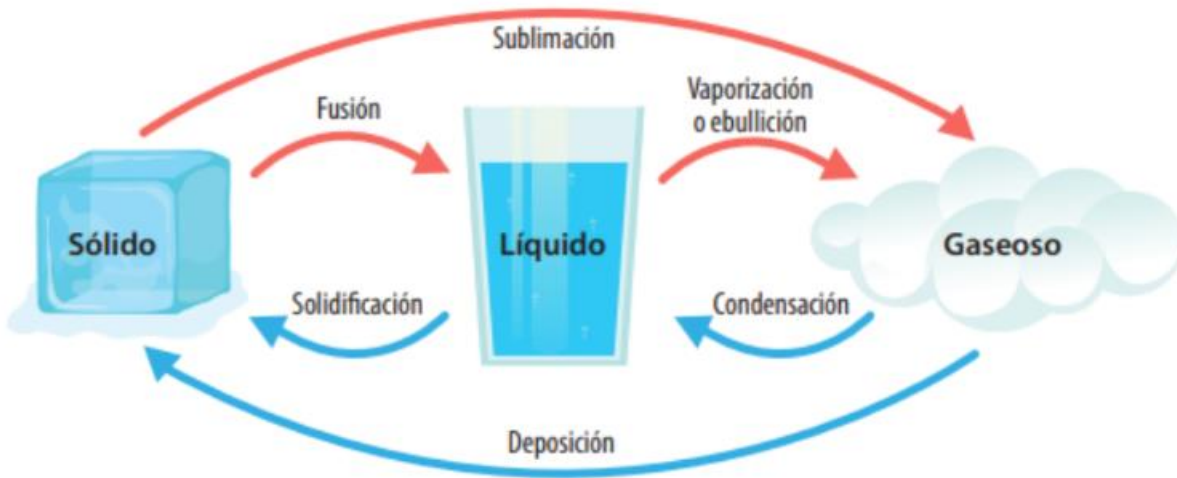 Sublimación
Fusión
Vaporización
o ebullición
Sólido
Líquido
Gaseoso
Solidificación
Condensación
Deposición